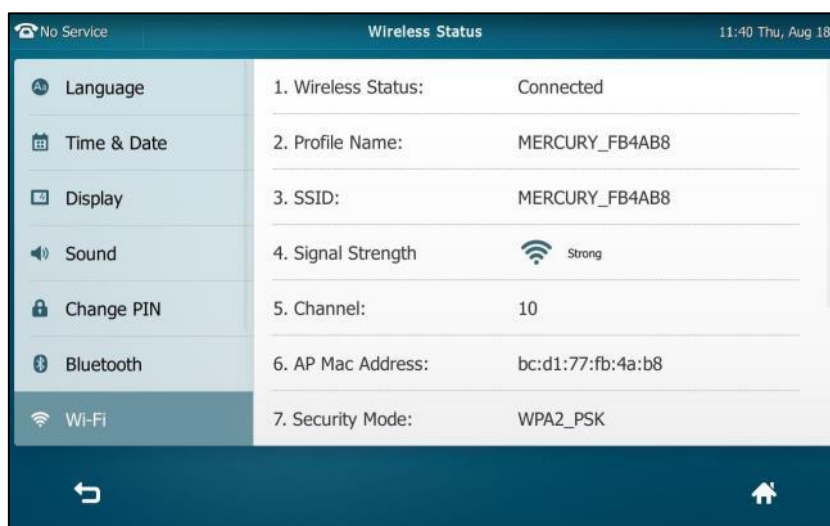 No Service
Wireless Status
11:40 Thu, Aug 18
Language
Time & Date
Display
Sound
Change PIN
Bluetooth
Wi-Fi
1. Wireless Status: Connected
2. Profile Name: MERCURY_FB4AB8
3. SSID: MERCURY_FB4AB8
4. Signal Strength Strong
5. Channel: 10
6. AP Mac Address: bc:d1:77:fb:4a:b8
7. Security Mode: WPA2_PSK